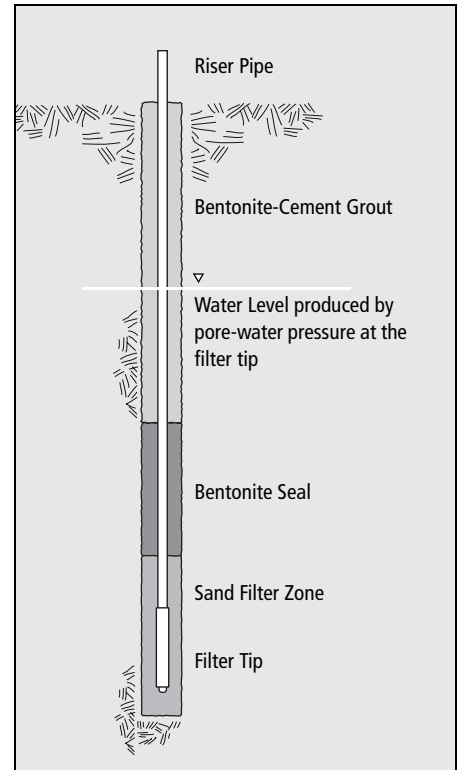 Riser Pipe
Bentonite-Cement Grout
Water Level produced by
pore-water pressure at the
filter tip
Bentonite Seal
Sand Filter Zone
Filter Tip